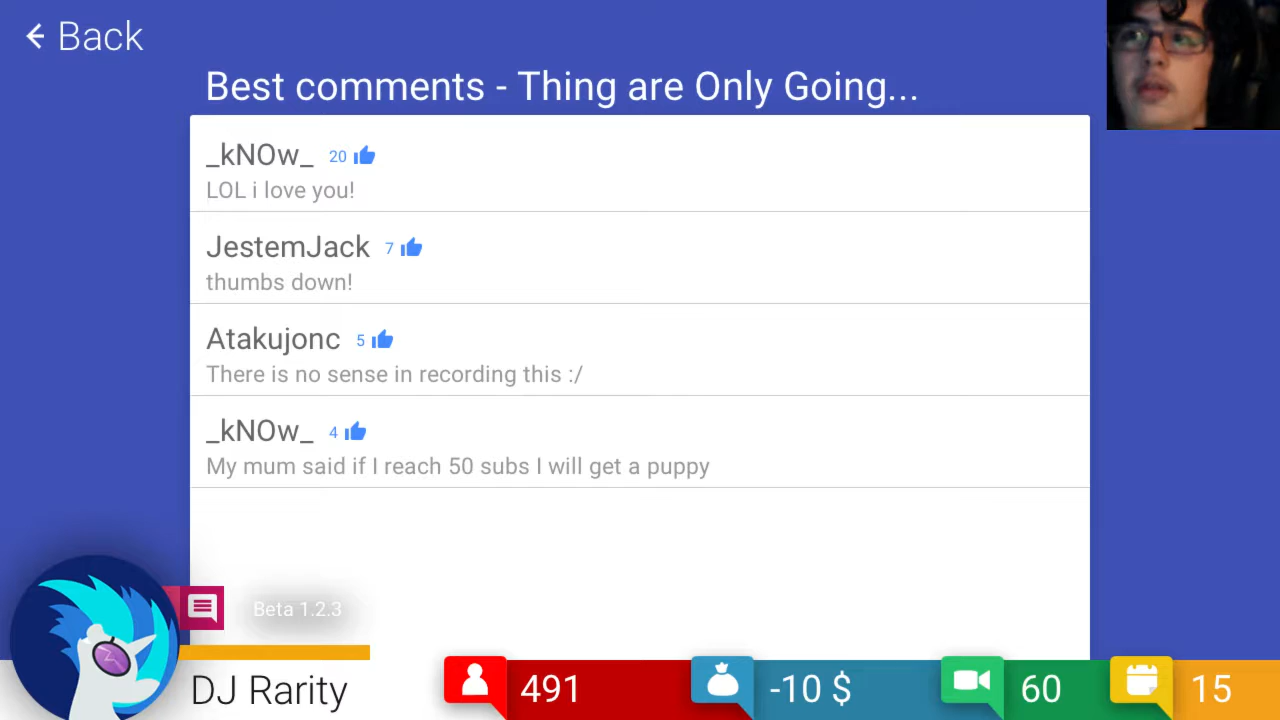 Back
Best comments - Thing are Only Going...
_kNOw_ 20
LOL i love you!
JestemJack 7
thumbs down!
Atakujonc 5
There is no sense in recording this :/
_kNOw_ 4
My mum said if I reach 50 subs I will get a puppy
Beta 1.2.3
DJ Rarity 491 -10 $ 60 15